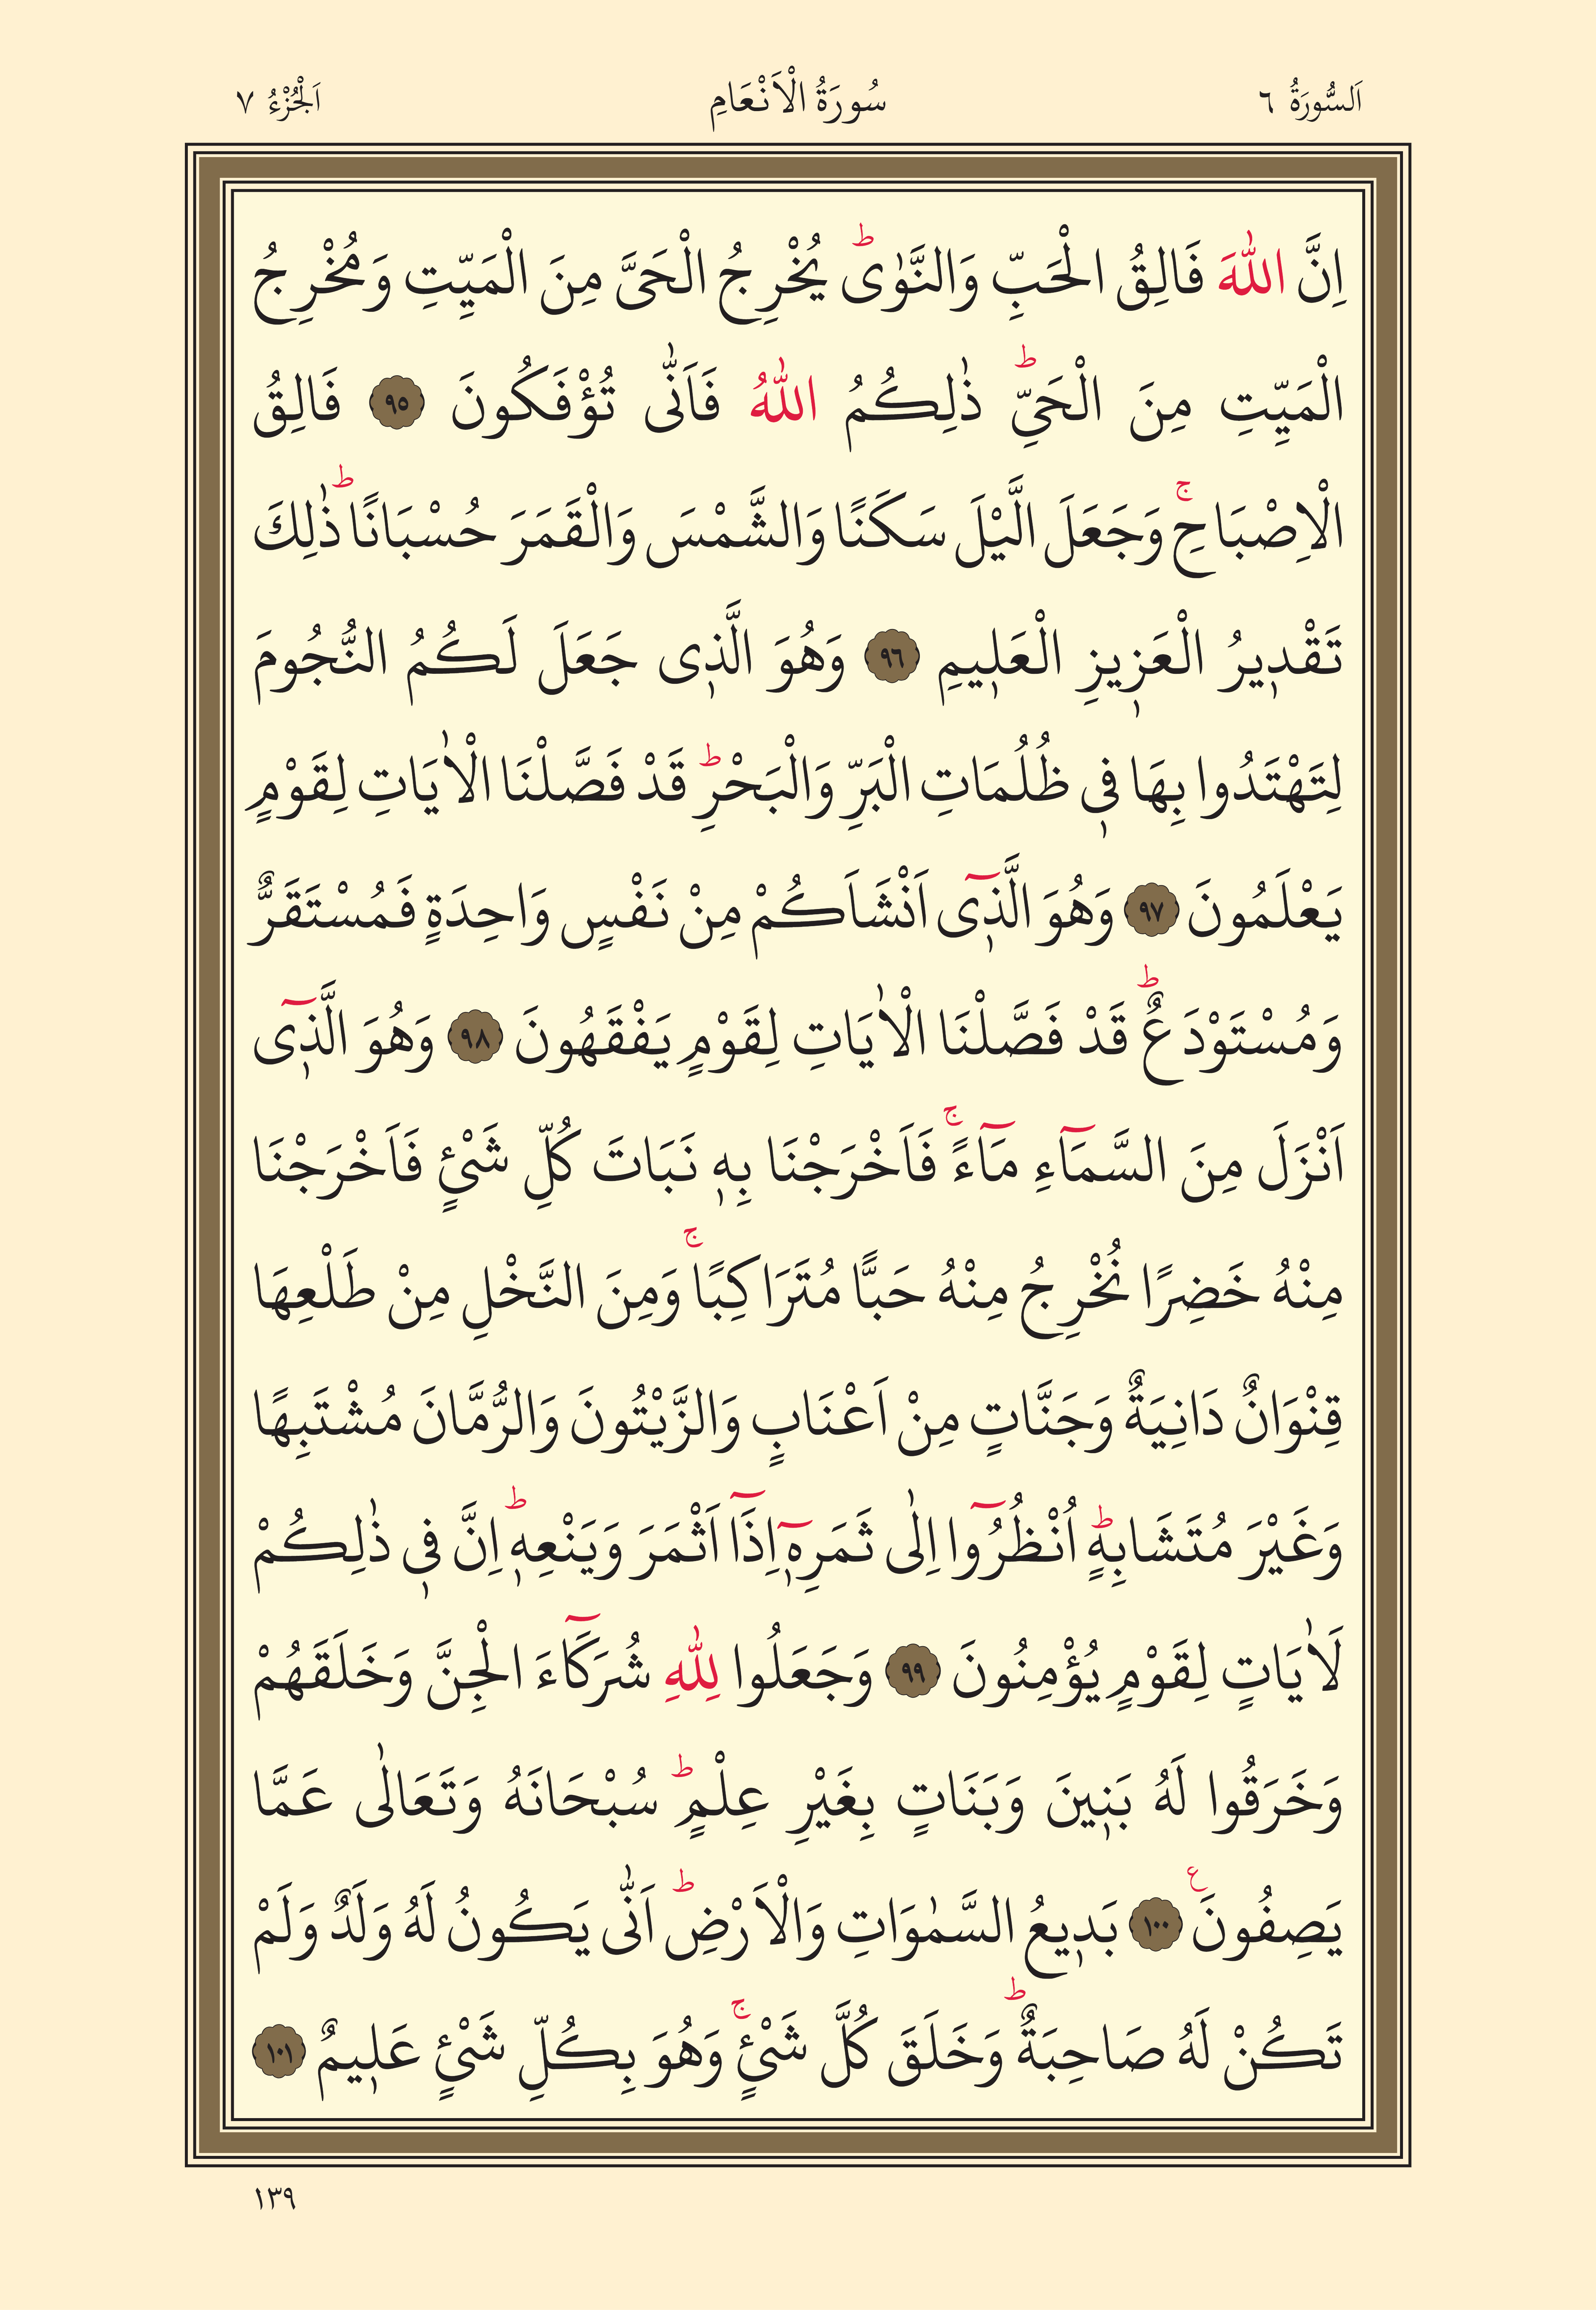 اَلسُّورَةُ ٦ سُورَةُ الْاَنْعَامِ اَلْجُزْءُ ٧
اِنَّ اللّٰهَ فَالِقُ الْحَبِّ وَالنَّوٰىۜ ط يُخْرِجُ الْحَىَّ مِنَ الْمَيِّتِ وَمُخْرِجُ
الْمَيِّتِ مِنَ الْحَىِّ ط ذٰلِكُمُ اللّٰهُ فَاَنّٰى تُؤْفَكُونَ ٩٥ فَالِقُ
الْاِصْبَاحِ ج وَجَعَلَ الَّيْلَ سَكَنًا وَالشَّمْسَ وَالْقَمَرَ حُسْبَانًا ط ذٰلِكَ
تَقْدٖيرُ الْعَزٖيزِ الْعَلٖيمِ ٩٦ وَهُوَ الَّذٖى جَعَلَ لَكُمُ النُّجُومَ
لِتَهْتَدُوا بِهَا فٖى ظُلُمَاتِ الْبَرِّ وَالْبَحْرِ ط قَدْ فَصَّلْنَا الْاٰيَاتِ لِقَوْمٍ
يَعْلَمُونَ ٩٧ وَهُوَ الَّذٖٓى اَنْشَاَكُمْ مِنْ نَفْسٍ وَاحِدَةٍ فَمُسْتَقَرٌّ
وَمُسْتَوْدَعٌ ط قَدْ فَصَّلْنَا الْاٰيَاتِ لِقَوْمٍ يَفْقَهُونَ ٩٨ وَهُوَ الَّذٖٓى
اَنْزَلَ مِنَ السَّمَآءِ مَآءً ج فَاَخْرَجْنَا بِهٖ نَبَاتَ كُلِّ شَىْءٍ فَاَخْرَجْنَا
مِنْهُ خَضِرًا نُخْرِجُ مِنْهُ حَبًّا مُتَرَاكِبًا ج وَمِنَ النَّخْلِ مِنْ طَلْعِهَا
قِنْوَانٌ دَانِيَةٌ وَجَنَّاتٍ مِنْ اَعْنَابٍ وَالزَّيْتُونَ وَالرُّمَّانَ مُشْتَبِهًا
وَغَيْرَ مُتَشَابِهٍ ط اُنْظُرُٓوا اِلٰى ثَمَرِهٖٓ اِذَٓا اَثْمَرَ وَيَنْعِهٖ ط اِنَّ فٖى ذٰلِكُمْ
لَاٰيَاتٍ لِقَوْمٍ يُؤْمِنُونَ ٩٩ وَجَعَلُوا لِلّٰهِ شُرَكَٓاءَ الْجِنَّ وَخَلَقَهُمْ
وَخَرَقُوا لَهُ بَنٖينَ وَبَنَاتٍ بِغَيْرِ عِلْمٍ ط سُبْحَانَهُ وَتَعَالٰى عَمَّا
يَصِفُونَ ع ١٠٠ بَدٖيعُ السَّمٰوَاتِ وَالْاَرْضِ ط اَنّٰى يَكُونُ لَهُ وَلَدٌ وَلَمْ
تَكُنْ لَهُ صَاحِبَةٌ ط وَخَلَقَ كُلَّ شَىْءٍ ج وَهُوَ بِكُلِّ شَىْءٍ عَلٖيمٌ ١٠١
١٣٩